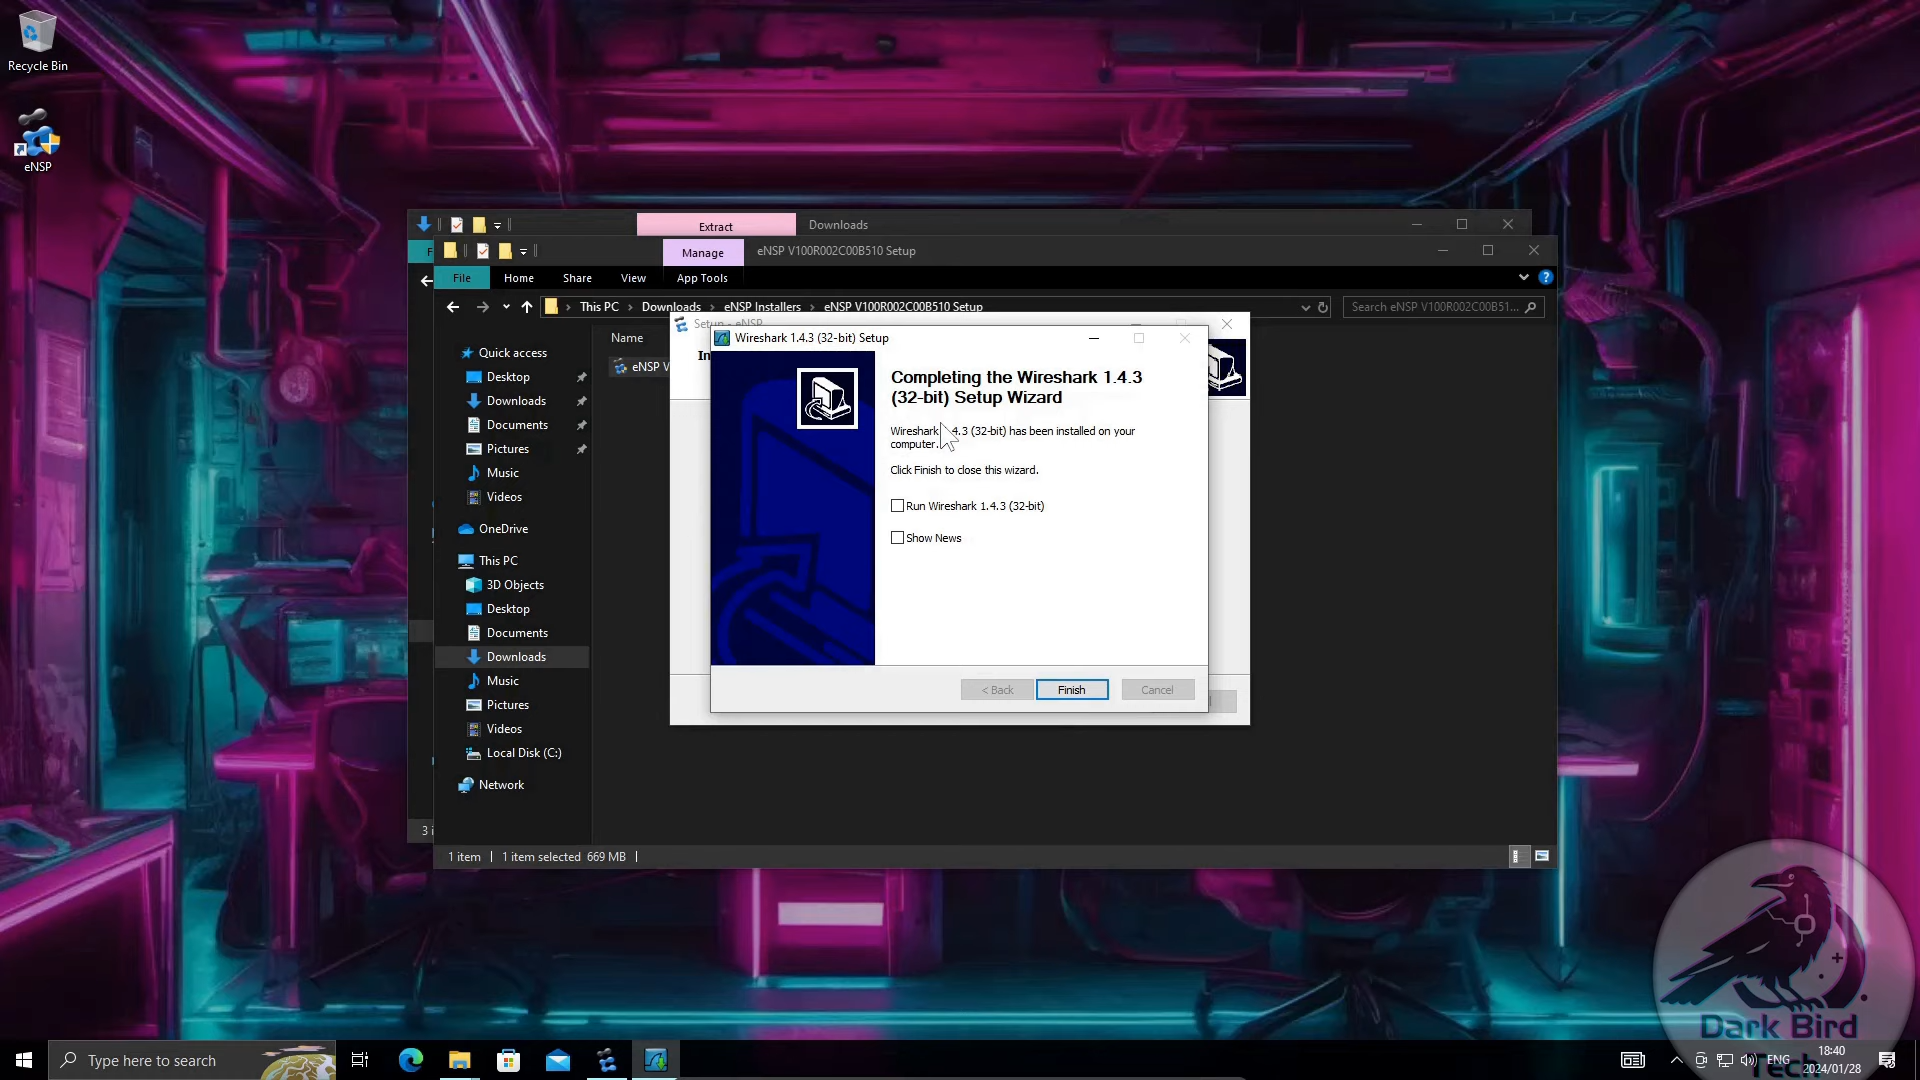 Recycle Bin
eNSP
Extract
Downloads
Manage
eNSP V100R002C00B510 Setup
File
Home
Share
View
App Tools
This PC
Downloads
eNSP Installers
eNSP V100R002C00B510 Setup
Search eNSP V100R002C00B51...
Name
eNSP V
Setup - eNSP
In
Wireshark 1.4.3 (32-bit) Setup
Completing the Wireshark 1.4.3
(32-bit) Setup Wizard
Wireshark 1.4.3 (32-bit) has been installed on your
computer.
Click Finish to close this wizard.
Run Wireshark 1.4.3 (32-bit)
Show News
< Back
Finish
Cancel
Quick access
Desktop
Downloads
Documents
Pictures
Music
Videos
OneDrive
This PC
3D Objects
Desktop
Documents
Downloads
Music
Pictures
Videos
Local Disk (C:)
Network
3 i
1 item
1 item selected 669 MB
Dark Bird
Tech
Type here to search
ENG
18:40
2024/01/28